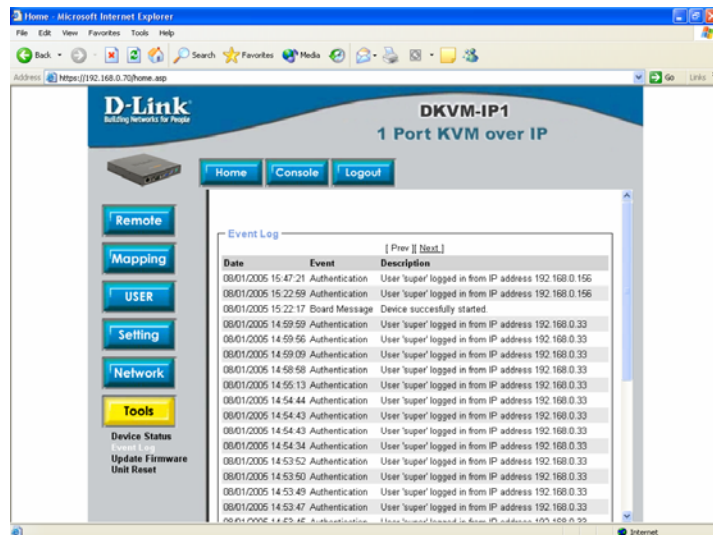 Home - Microsoft Internet Explorer
File Edit View Favorites Tools Help
Back Search Favorites Media
Address https://192.168.0.70/home.asp Go Links
D-Link
Building Networks for People
DKVM-IP1
1 Port KVM over IP
Home Console Logout
Remote
Mapping
USER
Setting
Network
Tools
Device Status
Event Log
Update Firmware
Unit Reset
Event Log
[ Prev ][ Next ]
Date Event Description
08/01/2005 15:47:21 Authentication User 'super' logged in from IP address 192.168.0.156
08/01/2005 15:22:59 Authentication User 'super' logged in from IP address 192.168.0.156
08/01/2005 15:22:17 Board Message Device succesfully started.
08/01/2005 14:59:59 Authentication User 'super' logged in from IP address 192.168.0.33
08/01/2005 14:59:56 Authentication User 'super' logged in from IP address 192.168.0.33
08/01/2005 14:59:09 Authentication User 'super' logged in from IP address 192.168.0.33
08/01/2005 14:58:58 Authentication User 'super' logged in from IP address 192.168.0.33
08/01/2005 14:55:13 Authentication User 'super' logged in from IP address 192.168.0.33
08/01/2005 14:54:44 Authentication User 'super' logged in from IP address 192.168.0.33
08/01/2005 14:54:43 Authentication User 'super' logged in from IP address 192.168.0.33
08/01/2005 14:54:43 Authentication User 'super' logged in from IP address 192.168.0.33
08/01/2005 14:54:34 Authentication User 'super' logged in from IP address 192.168.0.33
08/01/2005 14:53:52 Authentication User 'super' logged in from IP address 192.168.0.33
08/01/2005 14:53:50 Authentication User 'super' logged in from IP address 192.168.0.33
08/01/2005 14:53:49 Authentication User 'super' logged in from IP address 192.168.0.33
08/01/2005 14:53:47 Authentication User 'super' logged in from IP address 192.168.0.33
Internet